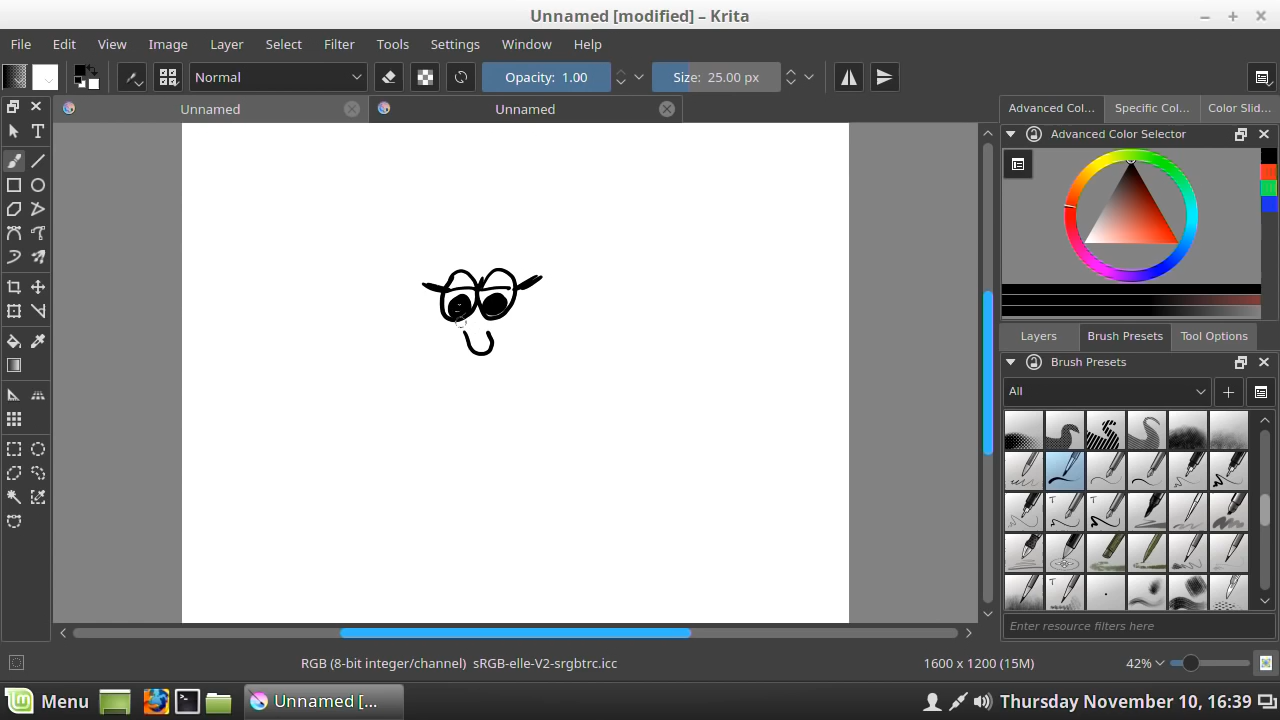 Unnamed [modified] – Krita
File Edit View Image Layer Select Filter Tools Settings Window Help
Normal Opacity: 1.00 Size: 25.00 px
Unnamed Unnamed Advanced Col... Specific Col... Color Slid...
Advanced Color Selector
Layers Brush Presets Tool Options
Brush Presets
All
T T
T
Enter resource filters here
RGB (8-bit integer/channel) sRGB-elle-V2-srgbtrc.icc 1600 x 1200 (15M) 42%
Menu Unnamed [... Thursday November 10, 16:39